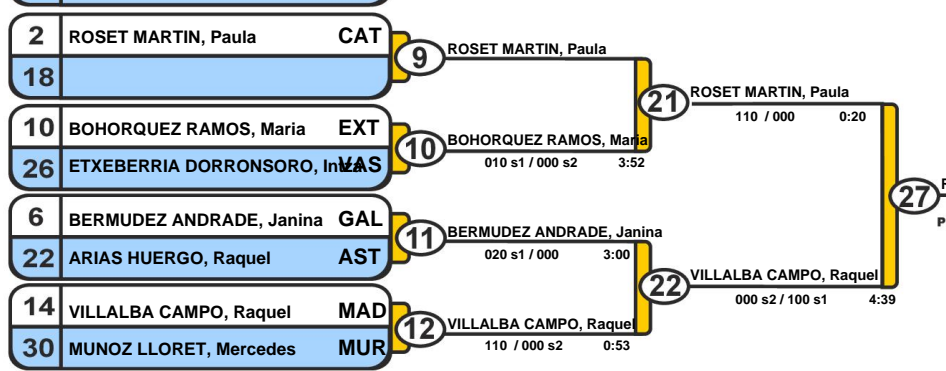 2 ROSET MARTIN, Paula CAT
18
9 ROSET MARTIN, Paula
10 BOHORQUEZ RAMOS, Maria EXT
26 ETXEBERRIA DORRONSORO, VAS
10 BOHORQUEZ RAMOS, Maria
010 s1 / 000 s2 3:52
21 ROSET MARTIN, Paula
110 / 000 0:20
6 BERMUDEZ ANDRADE, Janina GAL
22 ARIAS HUERGO, Raquel AST
11 BERMUDEZ ANDRADE, Janina
020 s1 / 000 3:00
14 VILLALBA CAMPO, Raquel MAD
30 MUNOZ LLORET, Mercedes MUR
12 VILLALBA CAMPO, Raquel
110 / 000 s2 0:53
22 VILLALBA CAMPO, Raquel
000 s2 / 100 s1 4:39
27